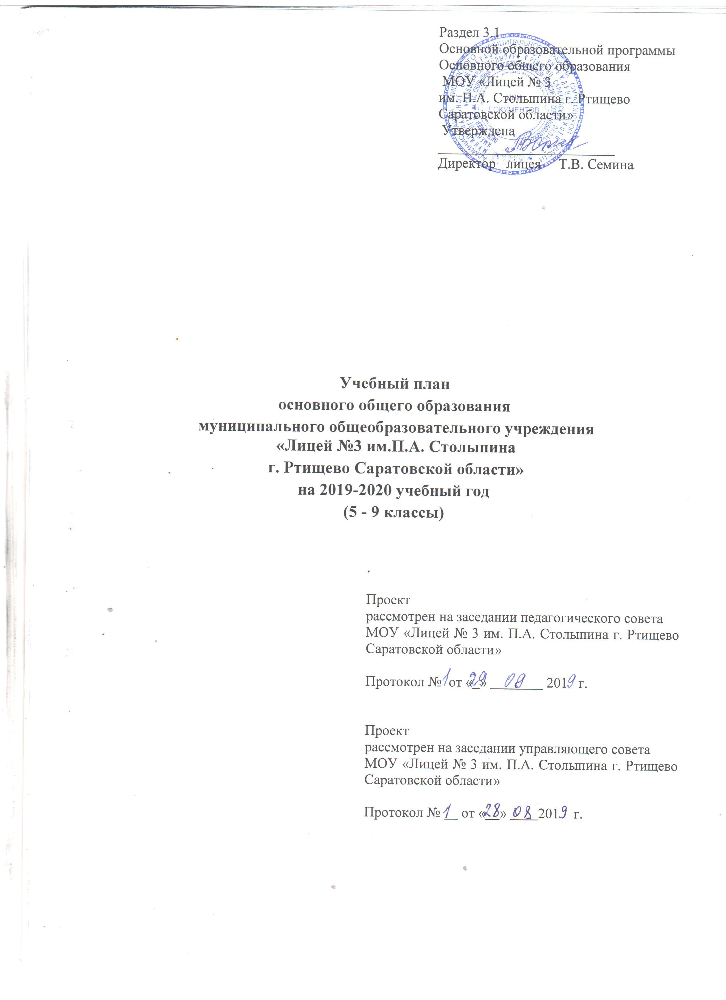 Раздел 3.1
Основной образовательной программы
Основного общего образования
МОУ «Лицей № 3
им. П.А. Столыпина г. Ртищево
Саратовской области»
Утверждена
Директор лицея Т.В. Семина
ДЛЯ
ДОКУМЕНТОВ
Учебный план
основного общего образования
муниципального общеобразовательного учреждения
«Лицей №3 им.П.А. Столыпина
г. Ртищево Саратовской области»
на 2019-2020 учебный год
(5 - 9 классы)
Проект
рассмотрен на заседании педагогического совета
МОУ «Лицей № 3 им. П.А. Столыпина г. Ртищево
Саратовской области»
Протокол № 1 от «29» 08 2019 г.
Проект
рассмотрен на заседании управляющего совета
МОУ «Лицей № 3 им. П.А. Столыпина г. Ртищево
Саратовской области»
Протокол № 1 от «28» 08 2019 г.